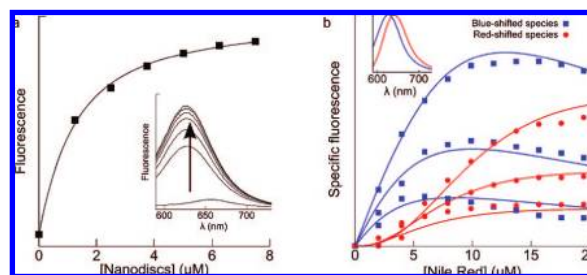 a
Fluorescence
Fluorescence
600
650
700
λ (nm)
0
2
4
6
8
[Nanodiscs] (uM)
b
Blue-shifted species
Red-shifted species
600
700
λ (nm)
Specific fluorescence
0
5
10
15
20
[Nile Red] (uM)